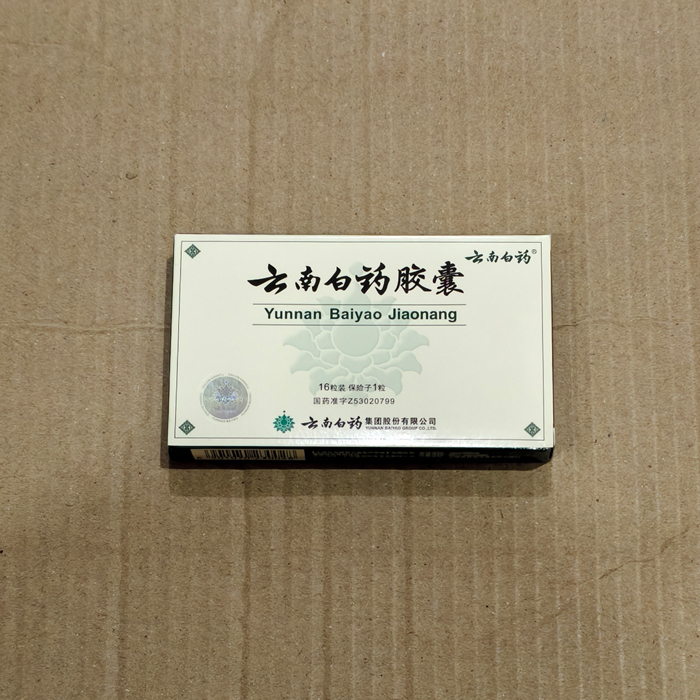 云南白药®
云南白药胶囊
Yunnan Baiyao Jiaonang
16粒装 保险子1粒
国药准字Z53020799
云南白药集团股份有限公司
YUNNAN BAIYAO GROUP CO.,LTD.